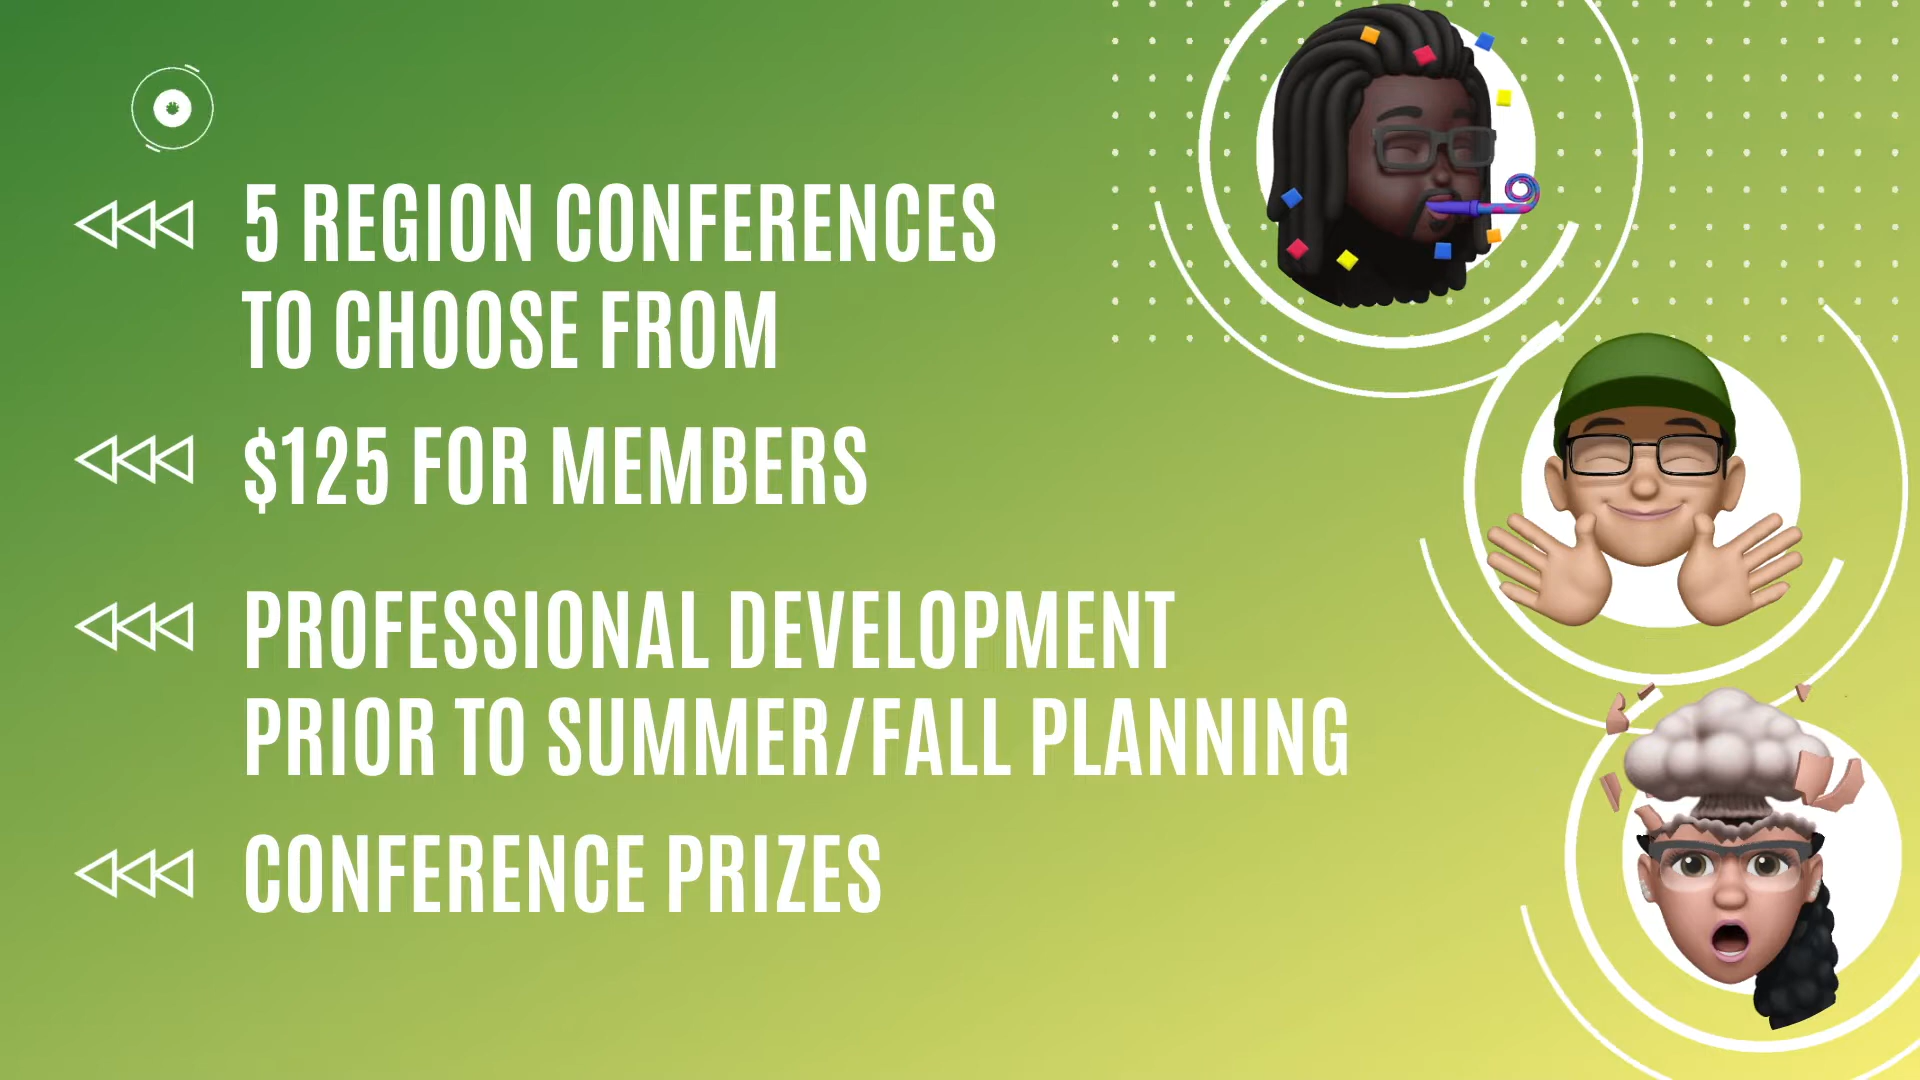 5 REGION CONFERENCES
TO CHOOSE FROM
$125 FOR MEMBERS
PROFESSIONAL DEVELOPMENT
PRIOR TO SUMMER/FALL PLANNING
CONFERENCE PRIZES